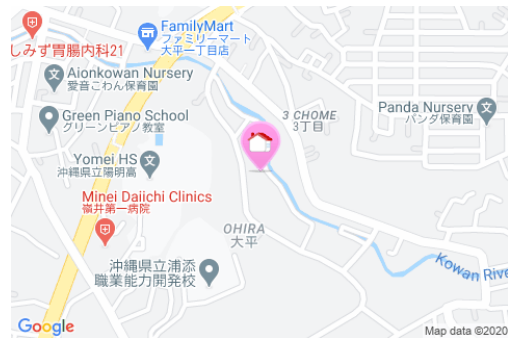 FamilyMart
ファミリーマート
大平一丁目店
しみず胃腸内科21
Aionkowan Nursery
愛音こわん保育園
Green Piano School
グリーンピアノ教室
3 CHOME
3丁目
Panda Nursery
パンダ保育園
Yomei HS
沖縄県立陽明高
Minei Daiichi Clinics
嶺井第一病院
OHIRA
大平
沖縄県立浦添
職業能力開発校
Kowan River
Google
Map data ©2020